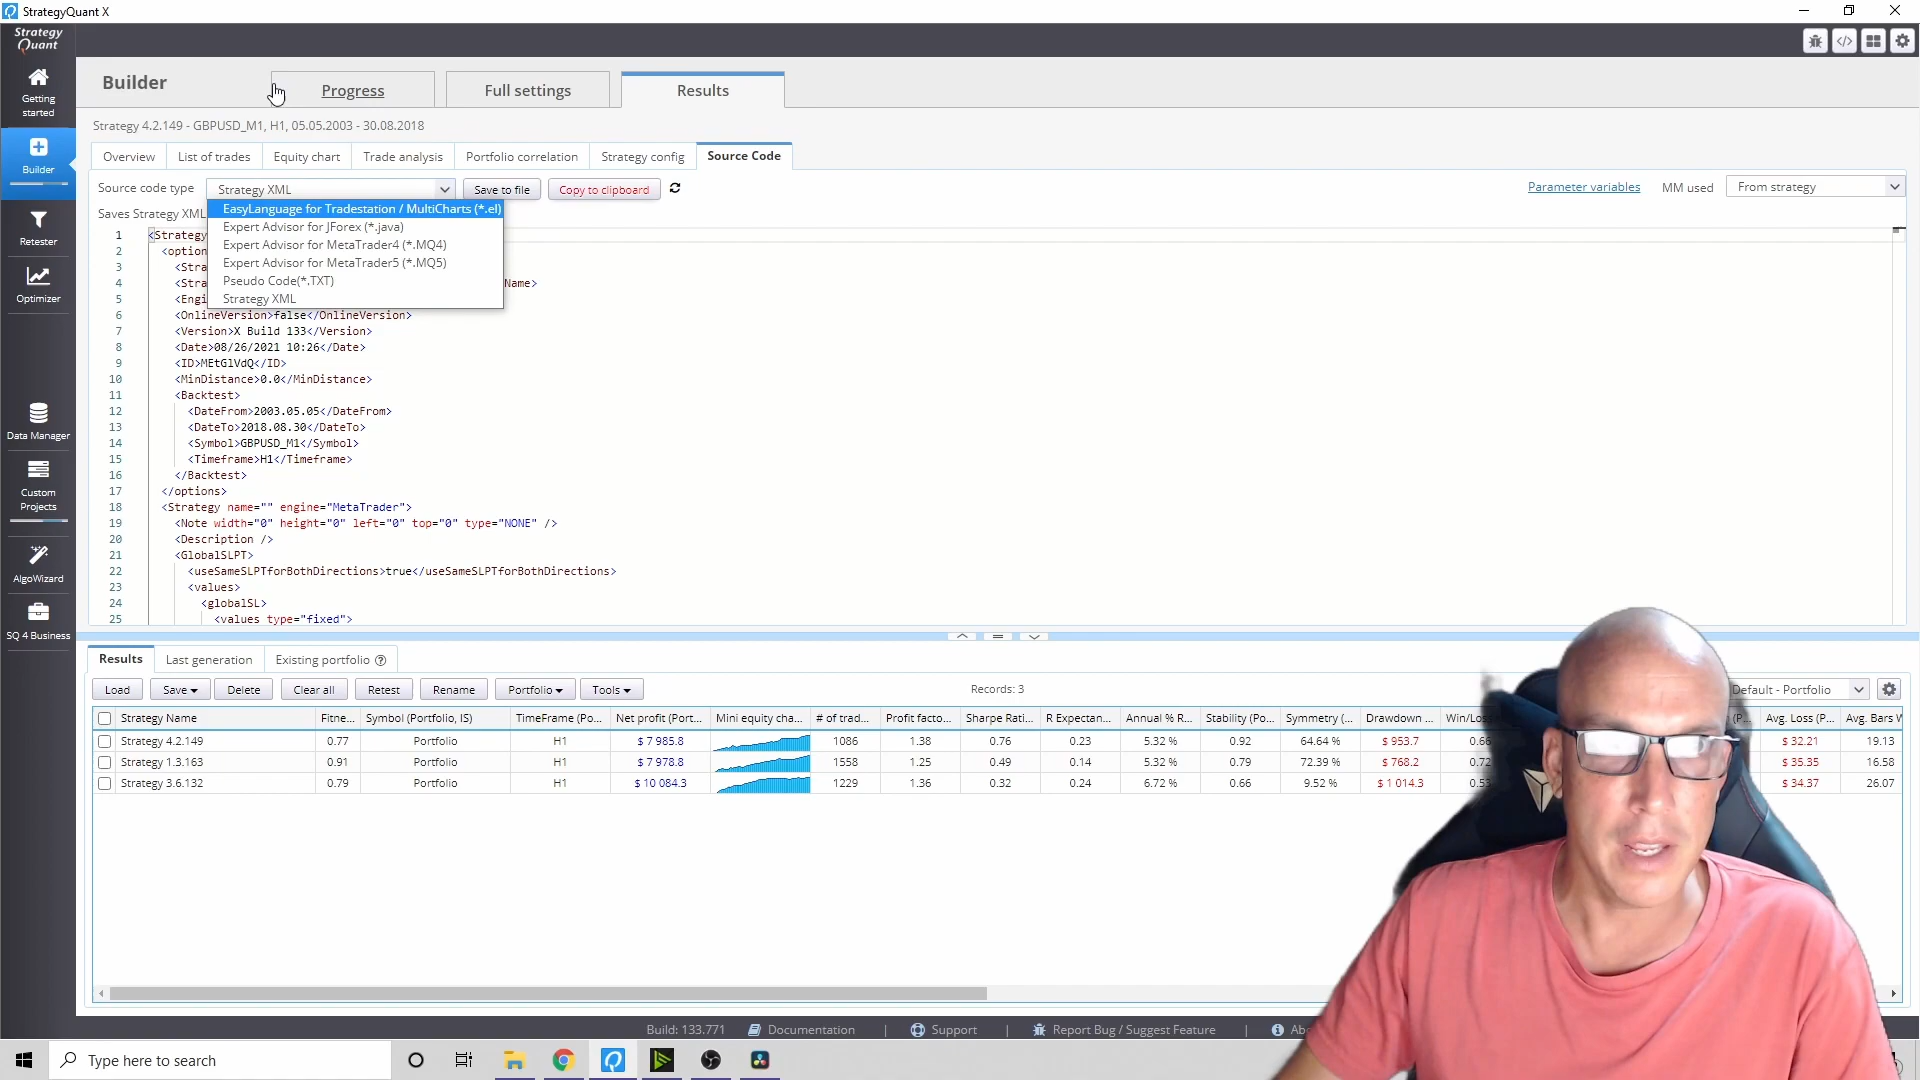 StrategyQuant X
Strategy
Quant
Getting
started
Builder
Retester
Optimizer
Data Manager
Custom
Projects
AlgoWizard
SQ 4 Business
Builder
Progress
Full settings
Results
Strategy 4.2.149 - GBPUSD_M1, H1, 05.05.2003 - 30.08.2018
Overview
List of trades
Equity chart
Trade analysis
Portfolio correlation
Strategy config
Source Code
Source code type
Strategy XML
Save to file
Copy to clipboard
Parameter variables
MM used
From strategy
Saves Strategy XML
EasyLanguage for Tradestation / MultiCharts (*.el)
Expert Advisor for JForex (*.java)
Expert Advisor for MetaTrader4 (*.MQ4)
Expert Advisor for MetaTrader5 (*.MQ5)
Pseudo Code(*.TXT)
Strategy XML
1 <Strategy
2 <option
3 <Stra
4 <Stra Name>
5 <Engi
6 <OnlineVersion>false</OnlineVersion>
7 <Version>X Build 133</Version>
8 <Date>08/26/2021 10:26</Date>
9 <ID>MEtGlVdQ</ID>
10 <MinDistance>0.0</MinDistance>
11 <Backtest>
12 <DateFrom>2003.05.05</DateFrom>
13 <DateTo>2018.08.30</DateTo>
14 <Symbol>GBPUSD_M1</Symbol>
15 <Timeframe>H1</Timeframe>
16 </Backtest>
17 </options>
18 <Strategy name="" engine="MetaTrader">
19 <Note width="0" height="0" left="0" top="0" type="NONE" />
20 <Description />
21 <GlobalSLPT>
22 <useSameSLPTforBothDirections>true</useSameSLPTforBothDirections>
23 <values>
24 <globalSL>
25 <values type="fixed">
Results
Last generation
Existing portfolio
Load
Save
Delete
Clear all
Retest
Rename
Portfolio
Tools
Records: 3
Default - Portfolio
Strategy Name Fitne... Symbol (Portfolio, IS) TimeFrame (Po... Net profit (Port... Mini equity cha... # of trad... Profit facto... Sharpe Rati... R Expectan... Annual % R... Stability (Po... Symmetry (... Drawdown ... Win/Los (P... Avg. Loss (P... Avg. Bars W
Strategy 4.2.149 0.77 Portfolio H1 $ 7 985.8 1086 1.38 0.76 0.23 5.32 % 0.92 64.64 % $ 953.7 0.66 $ 32.21 19.13
Strategy 1.3.163 0.91 Portfolio H1 $ 7 978.8 1558 1.25 0.49 0.14 5.32 % 0.79 72.39 % $ 768.2 0.72 $ 35.35 16.58
Strategy 3.6.132 0.79 Portfolio H1 $ 10 084.3 1229 1.36 0.32 0.24 6.72 % 0.66 9.52 % $ 1 014.3 0.53 $ 34.37 26.07
Build: 133.771
Documentation
|
Support
|
Report Bug / Suggest Feature
|
Abo
Type here to search